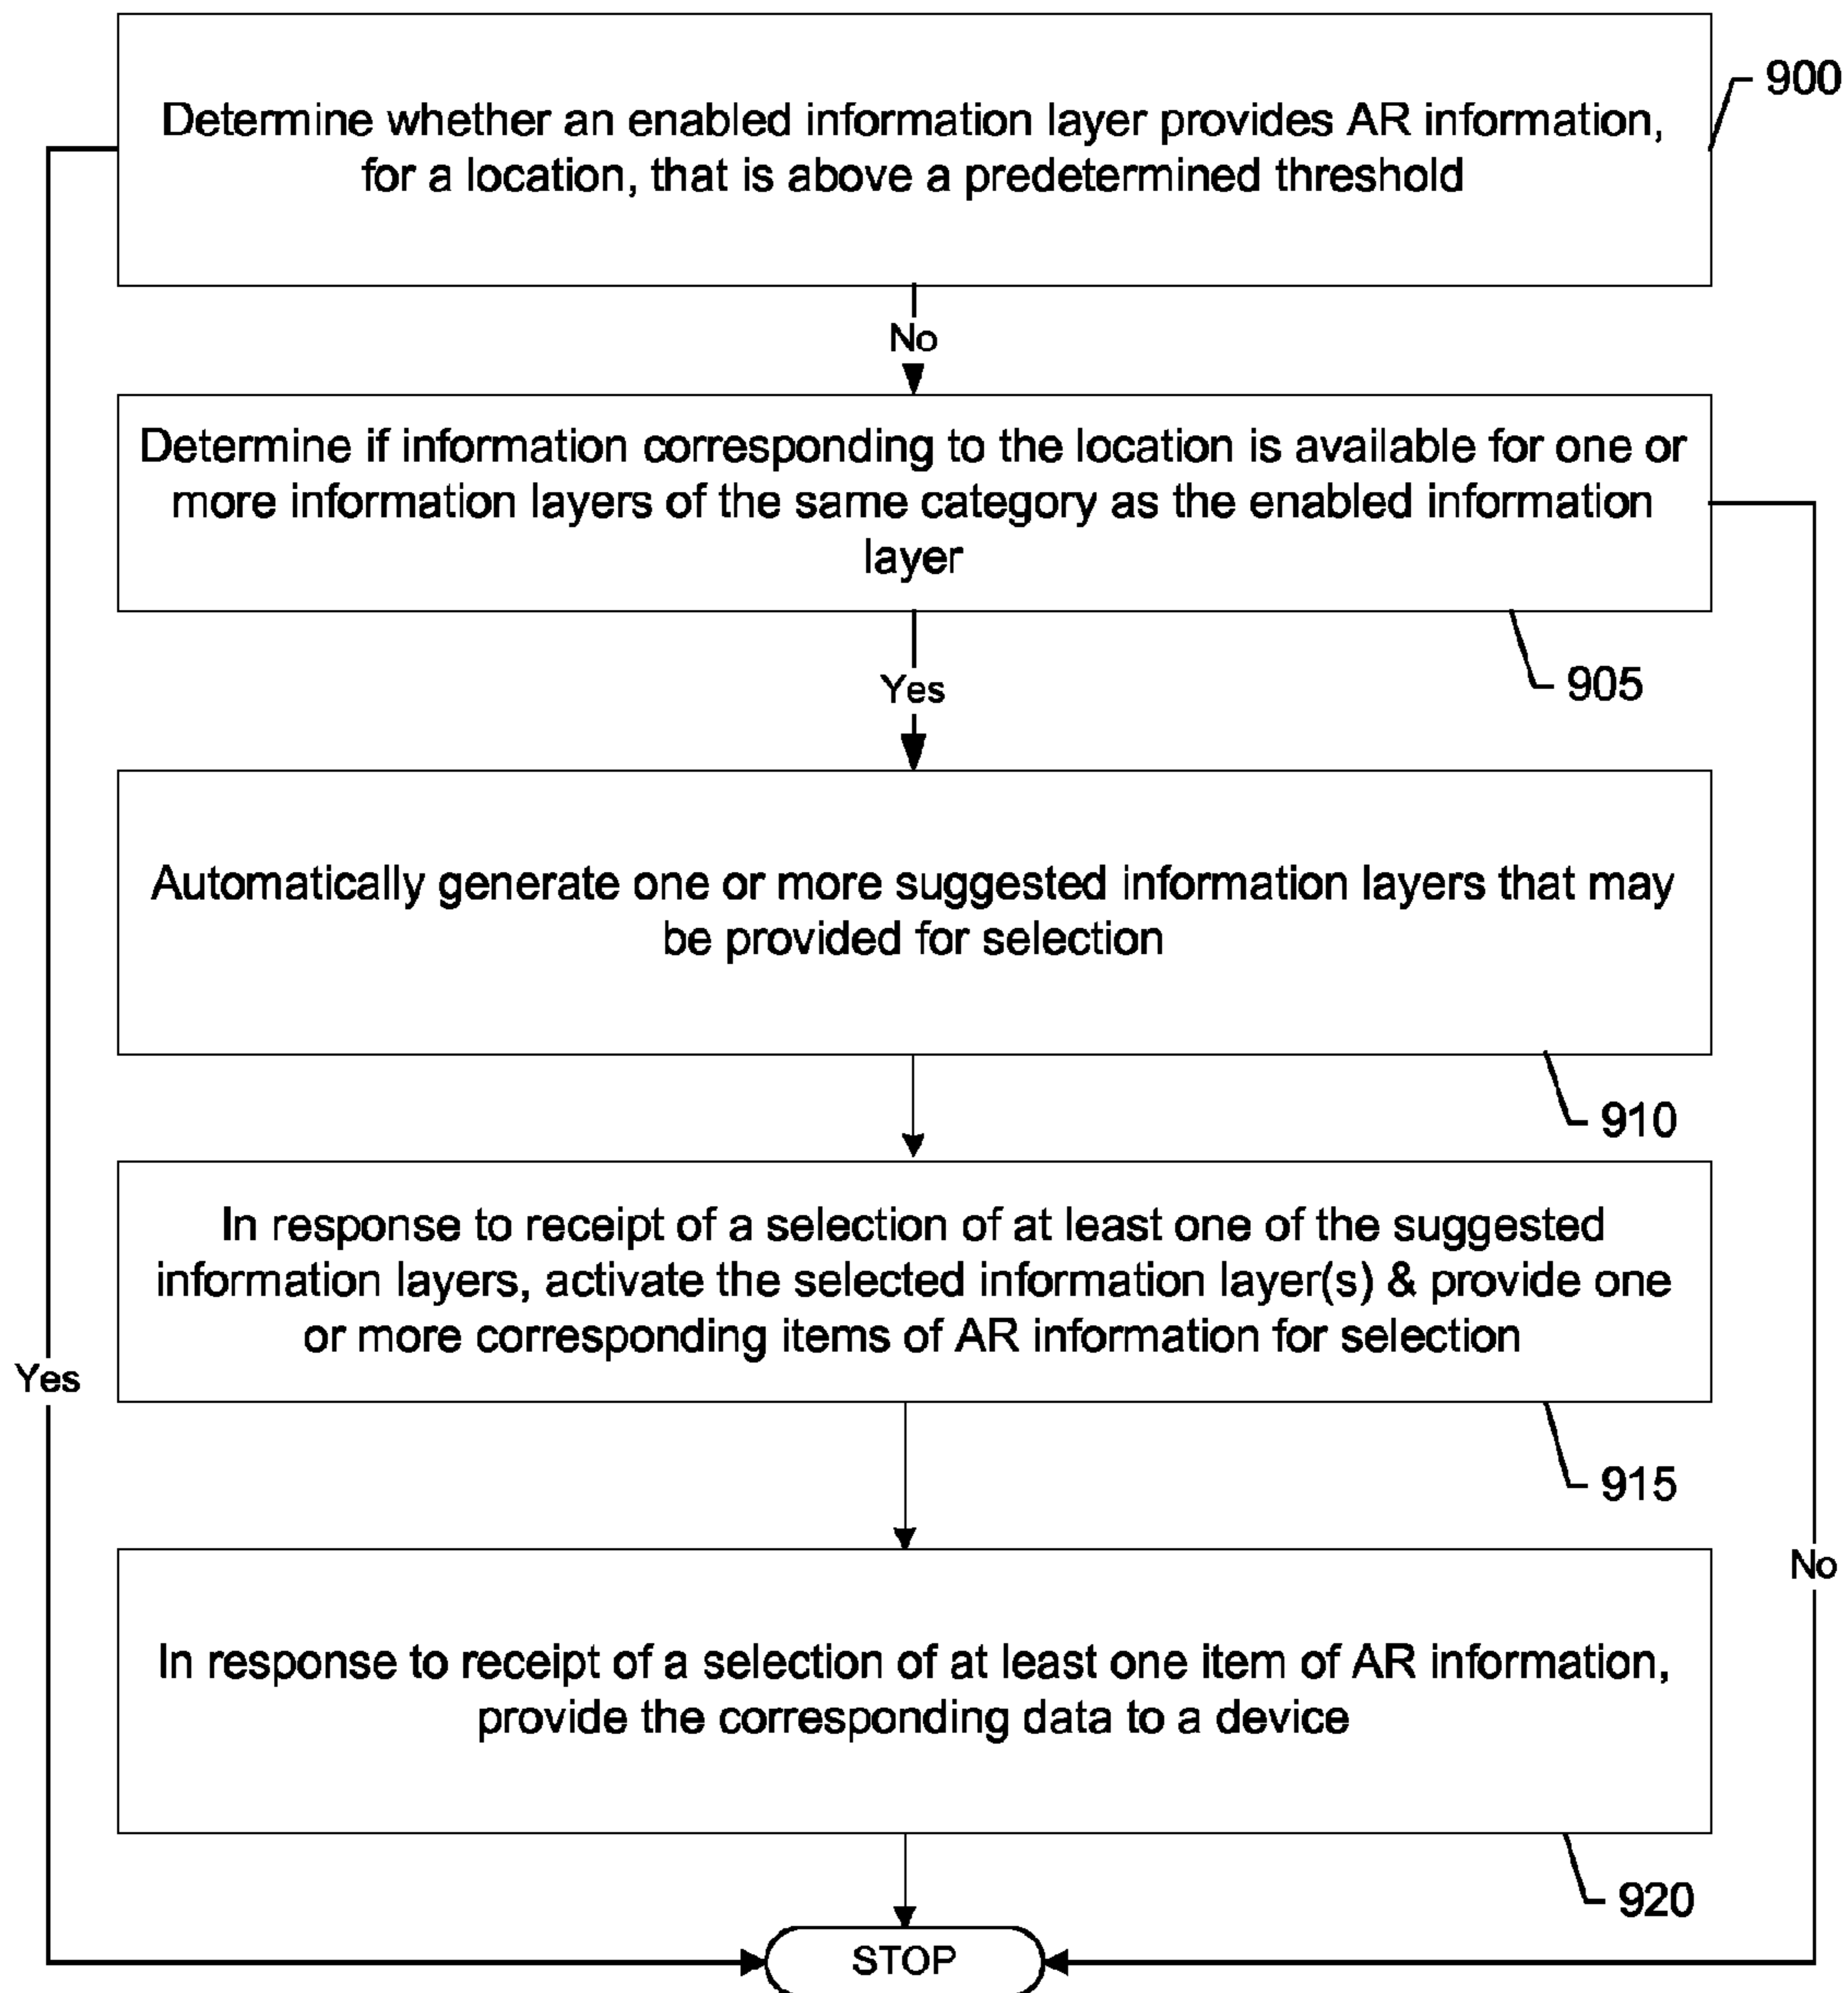 Determine whether an enabled information layer provides AR information,
for a location, that is above a predetermined threshold
900
No
Determine if information corresponding to the location is available for one or
more information layers of the same category as the enabled information
layer
905
Yes
Automatically generate one or more suggested information layers that may
be provided for selection
910
In response to receipt of a selection of at least one of the suggested
information layers, activate the selected information layer(s) & provide one
or more corresponding items of AR information for selection
Yes
915
No
In response to receipt of a selection of at least one item of AR information,
provide the corresponding data to a device
920
STOP